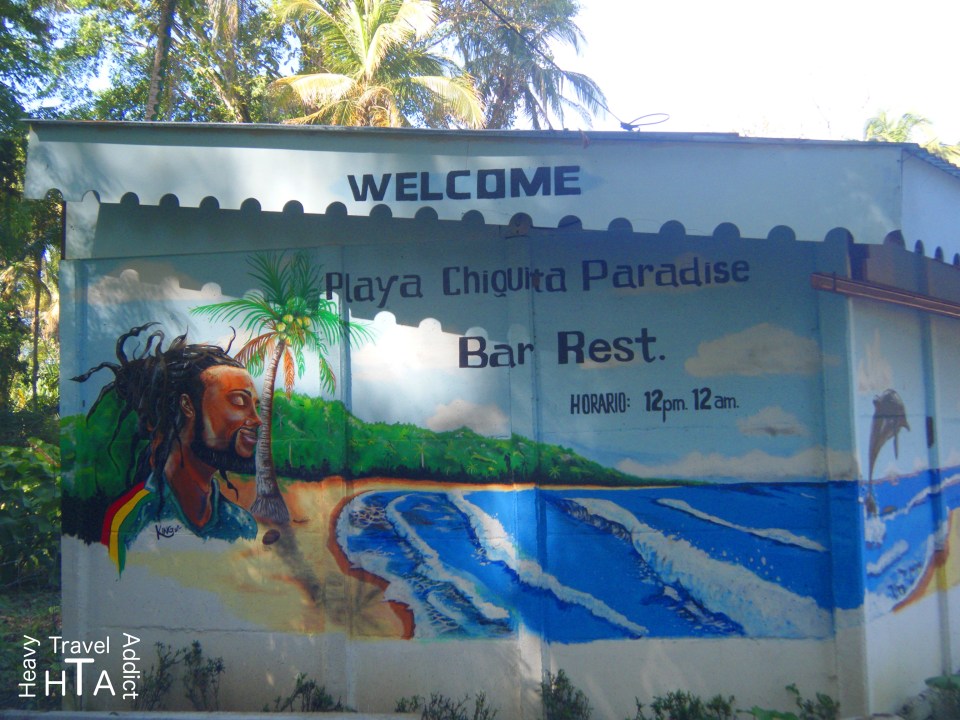 WELCOME
Playa Chiquita Paradise
Bar Rest.
HORARIO: 12pm. 12am.
Heavy Travel Addict
HTA